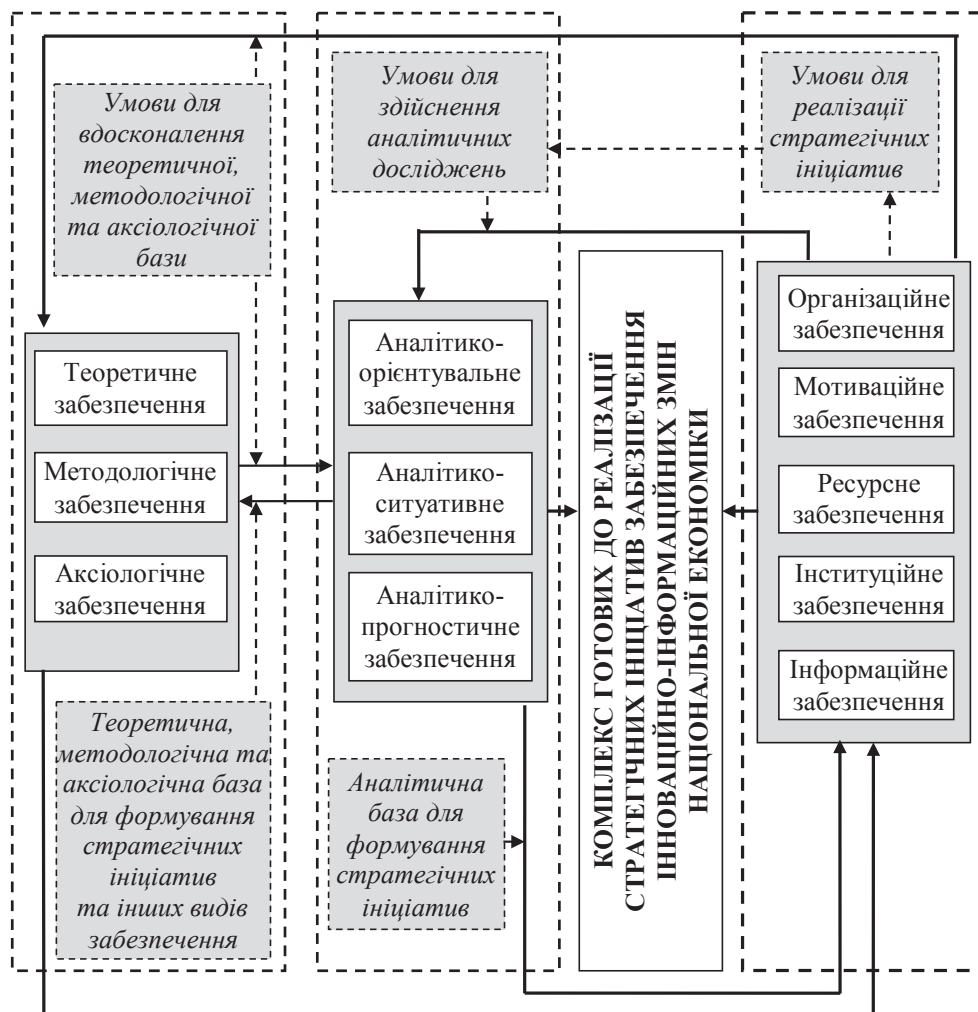 Умови для
вдосконалення
теоретичної,
методологічної
та аксіологічної
бази
Теоретичне
забезпечення
Методологічне
забезпечення
Аксіологічне
забезпечення
Теоретична,
методологічна та
аксіологічна база
для формування
стратегічних
ініціатив
та інших видів
забезпечення
Умови для
здійснення
аналітичних
досліджень
Аналітико-
орієнтувальне
забезпечення
Аналітико-
ситуативне
забезпечення
Аналітико-
прогностичне
забезпечення
Аналітична
база для
формування
стратегічних
ініціатив
КОМПЛЕКС ГОТОВИХ ДО РЕАЛІЗАЦІЇ
СТРАТЕГІЧНИХ ІНІЦІАТИВ ЗАБЕЗПЕЧЕННЯ
ІННОВАЦІЙНО-ІНФОРМАЦІЙНИХ ЗМІН
НАЦІОНАЛЬНОЇ ЕКОНОМІКИ
Умови для
реалізації
стратегічних
ініціатив
Організаційне
забезпечення
Мотиваційне
забезпечення
Ресурсне
забезпечення
Інституційне
забезпечення
Інформаційне
забезпечення